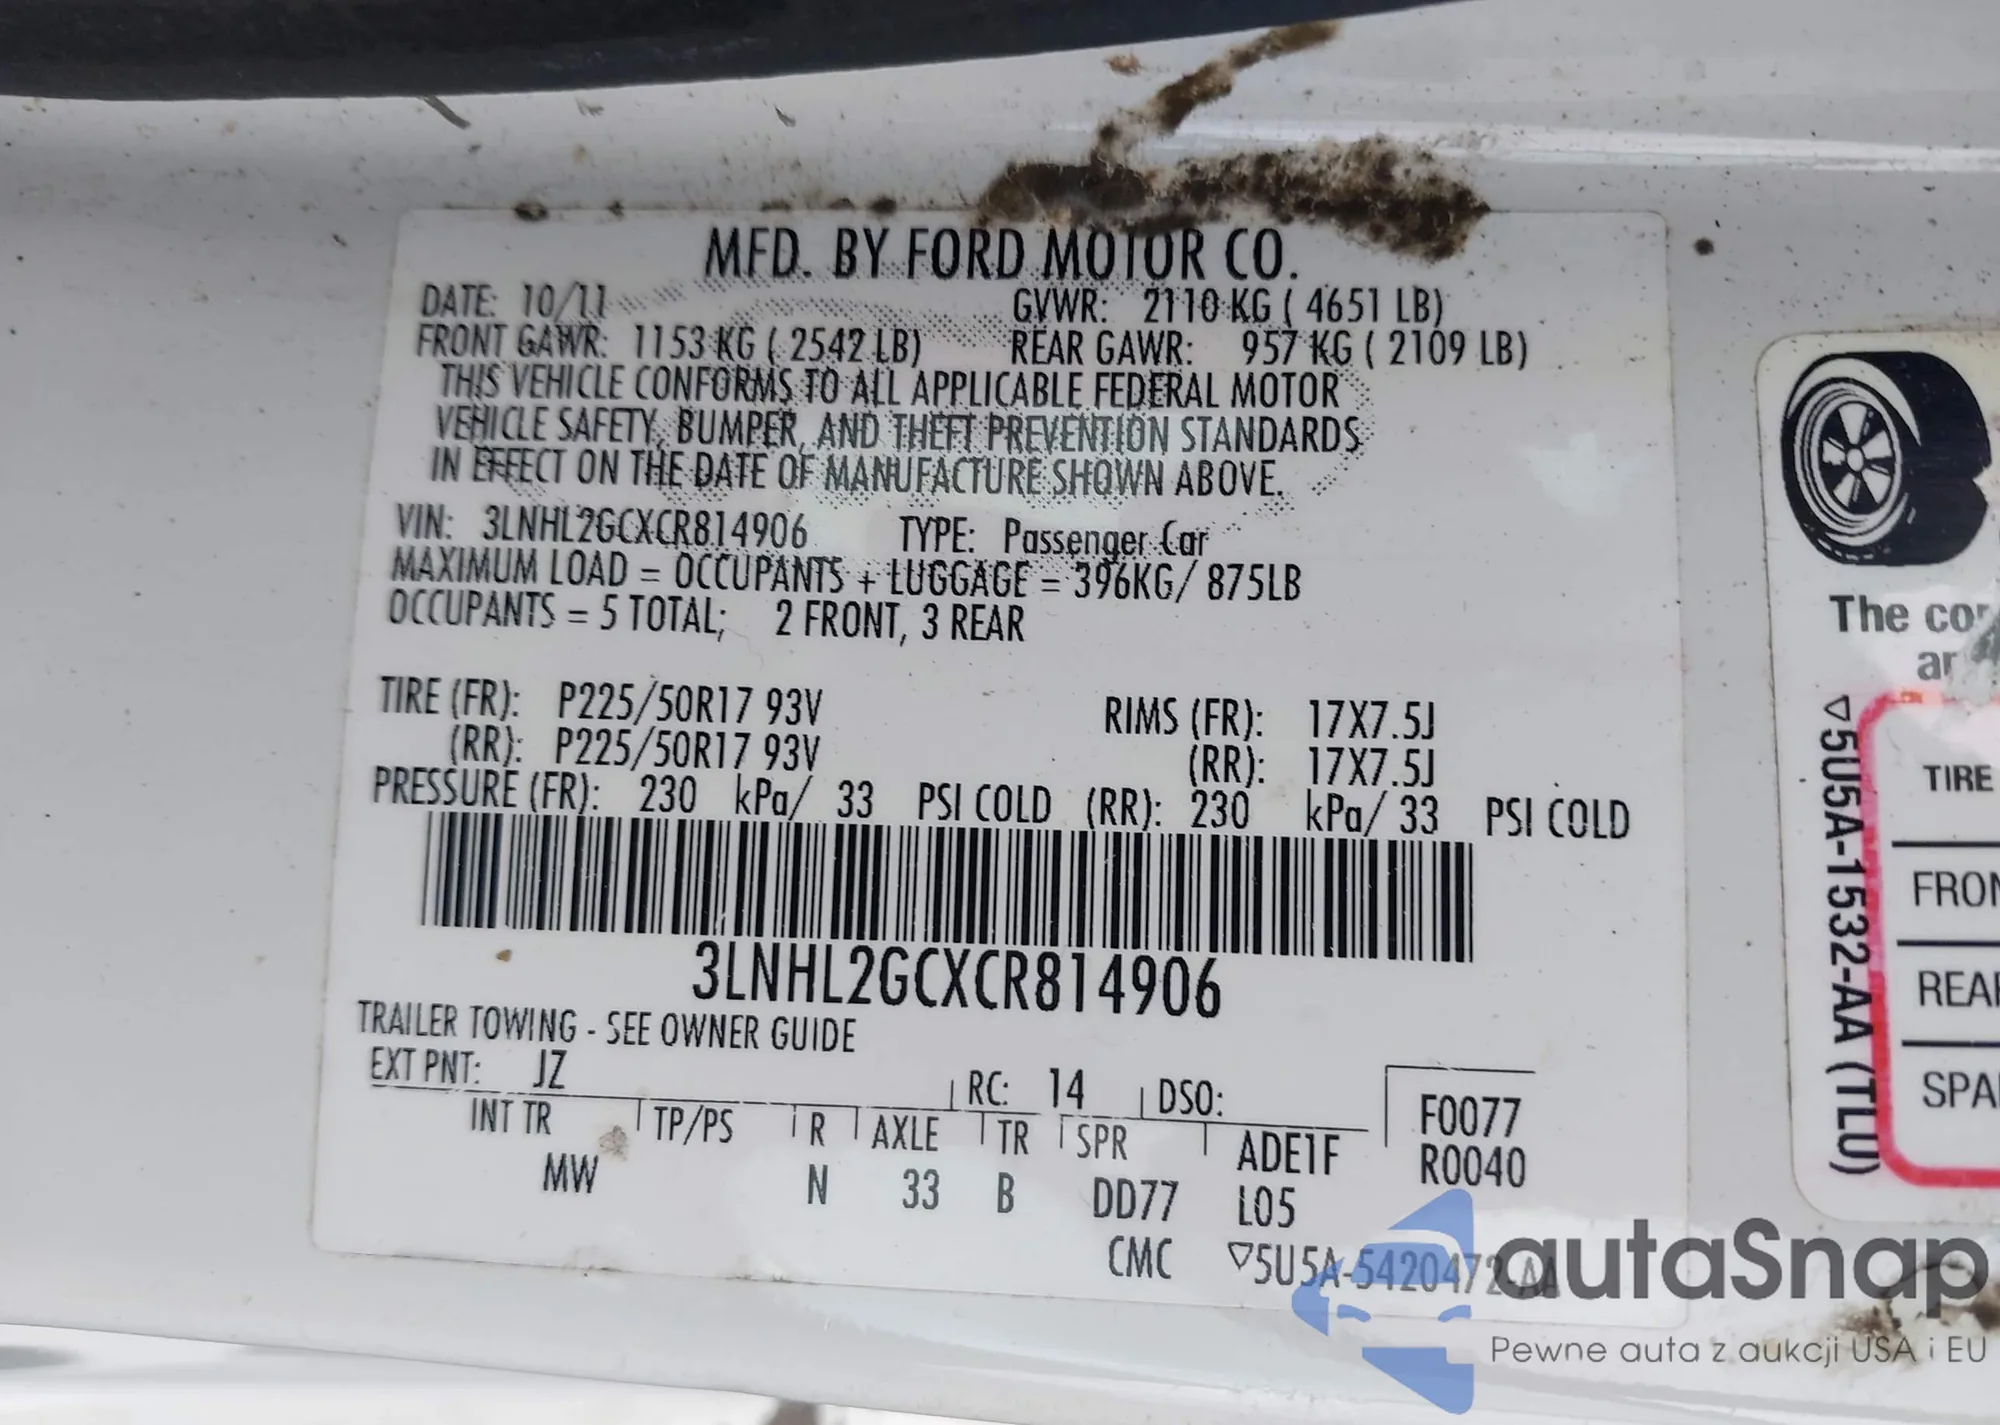 MFD. BY FORD MOTOR CO.
DATE: 10/11 GVWR: 2110 KG ( 4651 LB)
FRONT GAWR: 1153 KG ( 2542 LB) REAR GAWR: 957 KG ( 2109 LB)
THIS VEHICLE CONFORMS TO ALL APPLICABLE FEDERAL MOTOR
VEHICLE SAFETY, BUMPER, AND THEFT PREVENTION STANDARDS
IN EFFECT ON THE DATE OF MANUFACTURE SHOWN ABOVE.
VIN: 3LNHL2GCXCR814906 TYPE: Passenger Car
MAXIMUM LOAD = OCCUPANTS + LUGGAGE = 396KG/ 875LB
OCCUPANTS = 5 TOTAL; 2 FRONT, 3 REAR
TIRE (FR): P225/50R17 93V RIMS (FR): 17X7.5J
(RR): P225/50R17 93V (RR): 17X7.5J
PRESSURE (FR): 230 kPa/ 33 PSI COLD (RR): 230 kPa/ 33 PSI COLD
3LNHL2GCXCR814906
TRAILER TOWING - SEE OWNER GUIDE
EXT PNT: JZ RC: 14 DSO:
INT TR TP/PS R AXLE TR SPR ADE1F F0077
MW N 33 B DD77 L05 R0040
CMC ▽5U5A-5420472-AA
The
TIRE
▽5U5A-1532-AA (TLU)
autaSnap
Pewne auta z aukcji USA i EU